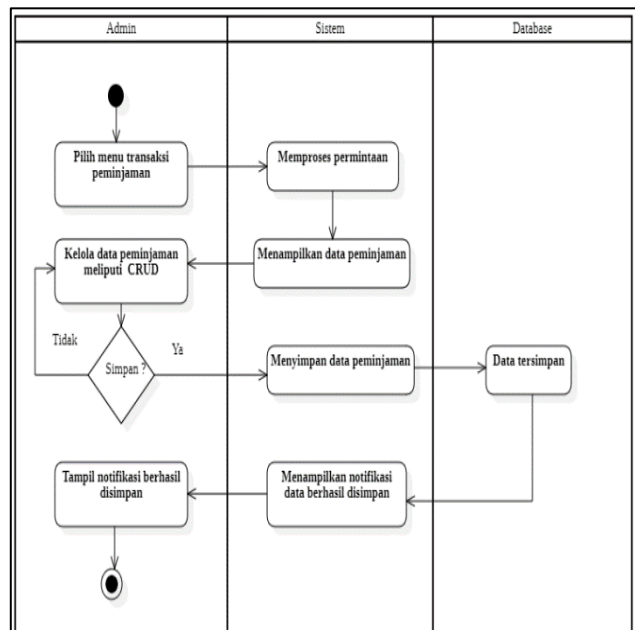 Admin
Sistem
Database
Pilih menu transaksi
peminjaman
Memproses permintaan
Kelola data peminjaman
meliputi CRUD
Menampilkan data peminjaman
Tidak
Ya
Simpan ?
Menyimpan data peminjaman
Data tersimpan
Tampil notifikasi berhasil
disimpan
Menampilkan notifikasi
data berhasil disimpan